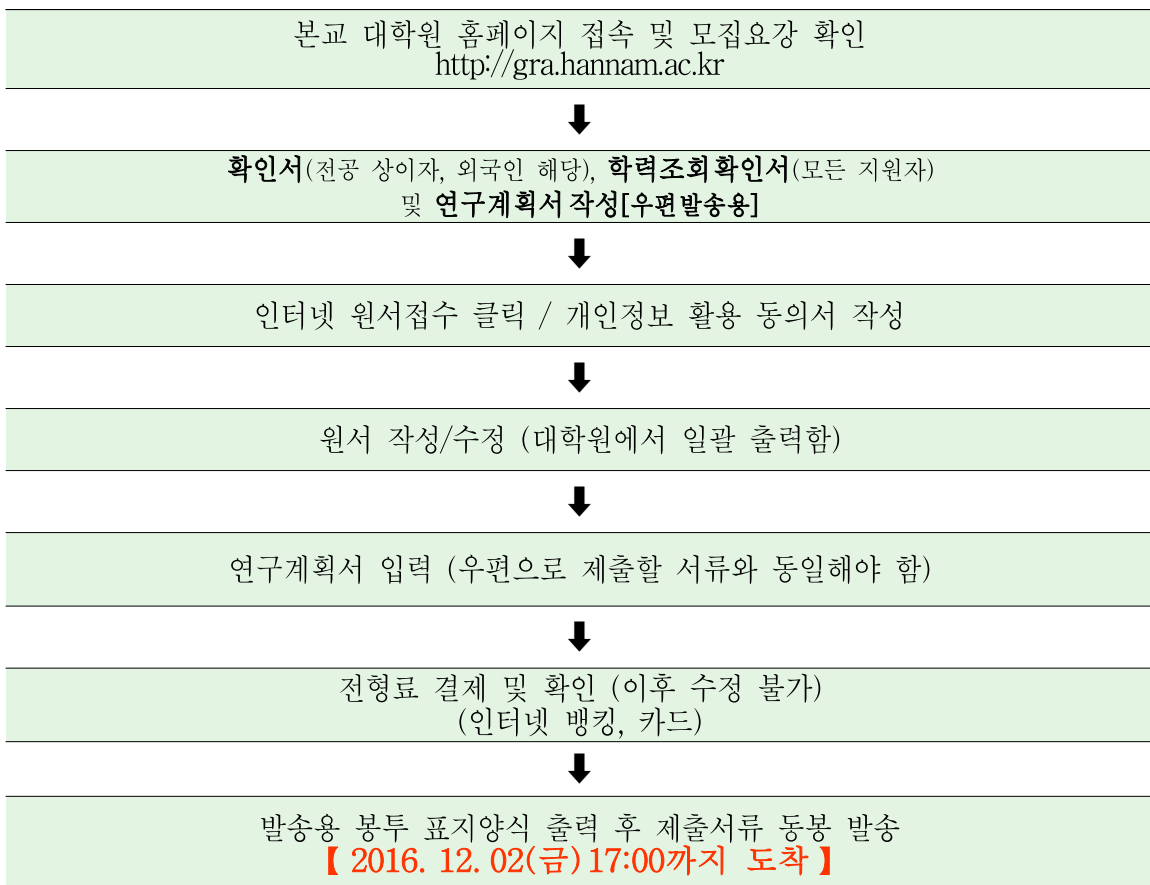 본교 대학원 홈페이지 접속 및 모집요강 확인
http://gra.hannam.ac.kr
확인서(전공 상이자, 외국인 해당), 학력조회확인서(모든 지원자)
및 연구계획서 작성[우편발송용]
인터넷 원서접수 클릭 / 개인정보 활용 동의서 작성
원서 작성/수정 (대학원에서 일괄 출력함)
연구계획서 입력 (우편으로 제출할 서류와 동일해야 함)
전형료 결제 및 확인 (이후 수정 불가)
(인터넷 뱅킹, 카드)
발송용 봉투 표지양식 출력 후 제출서류 동봉 발송
【 2016. 12. 02(금) 17:00까지 도착 】